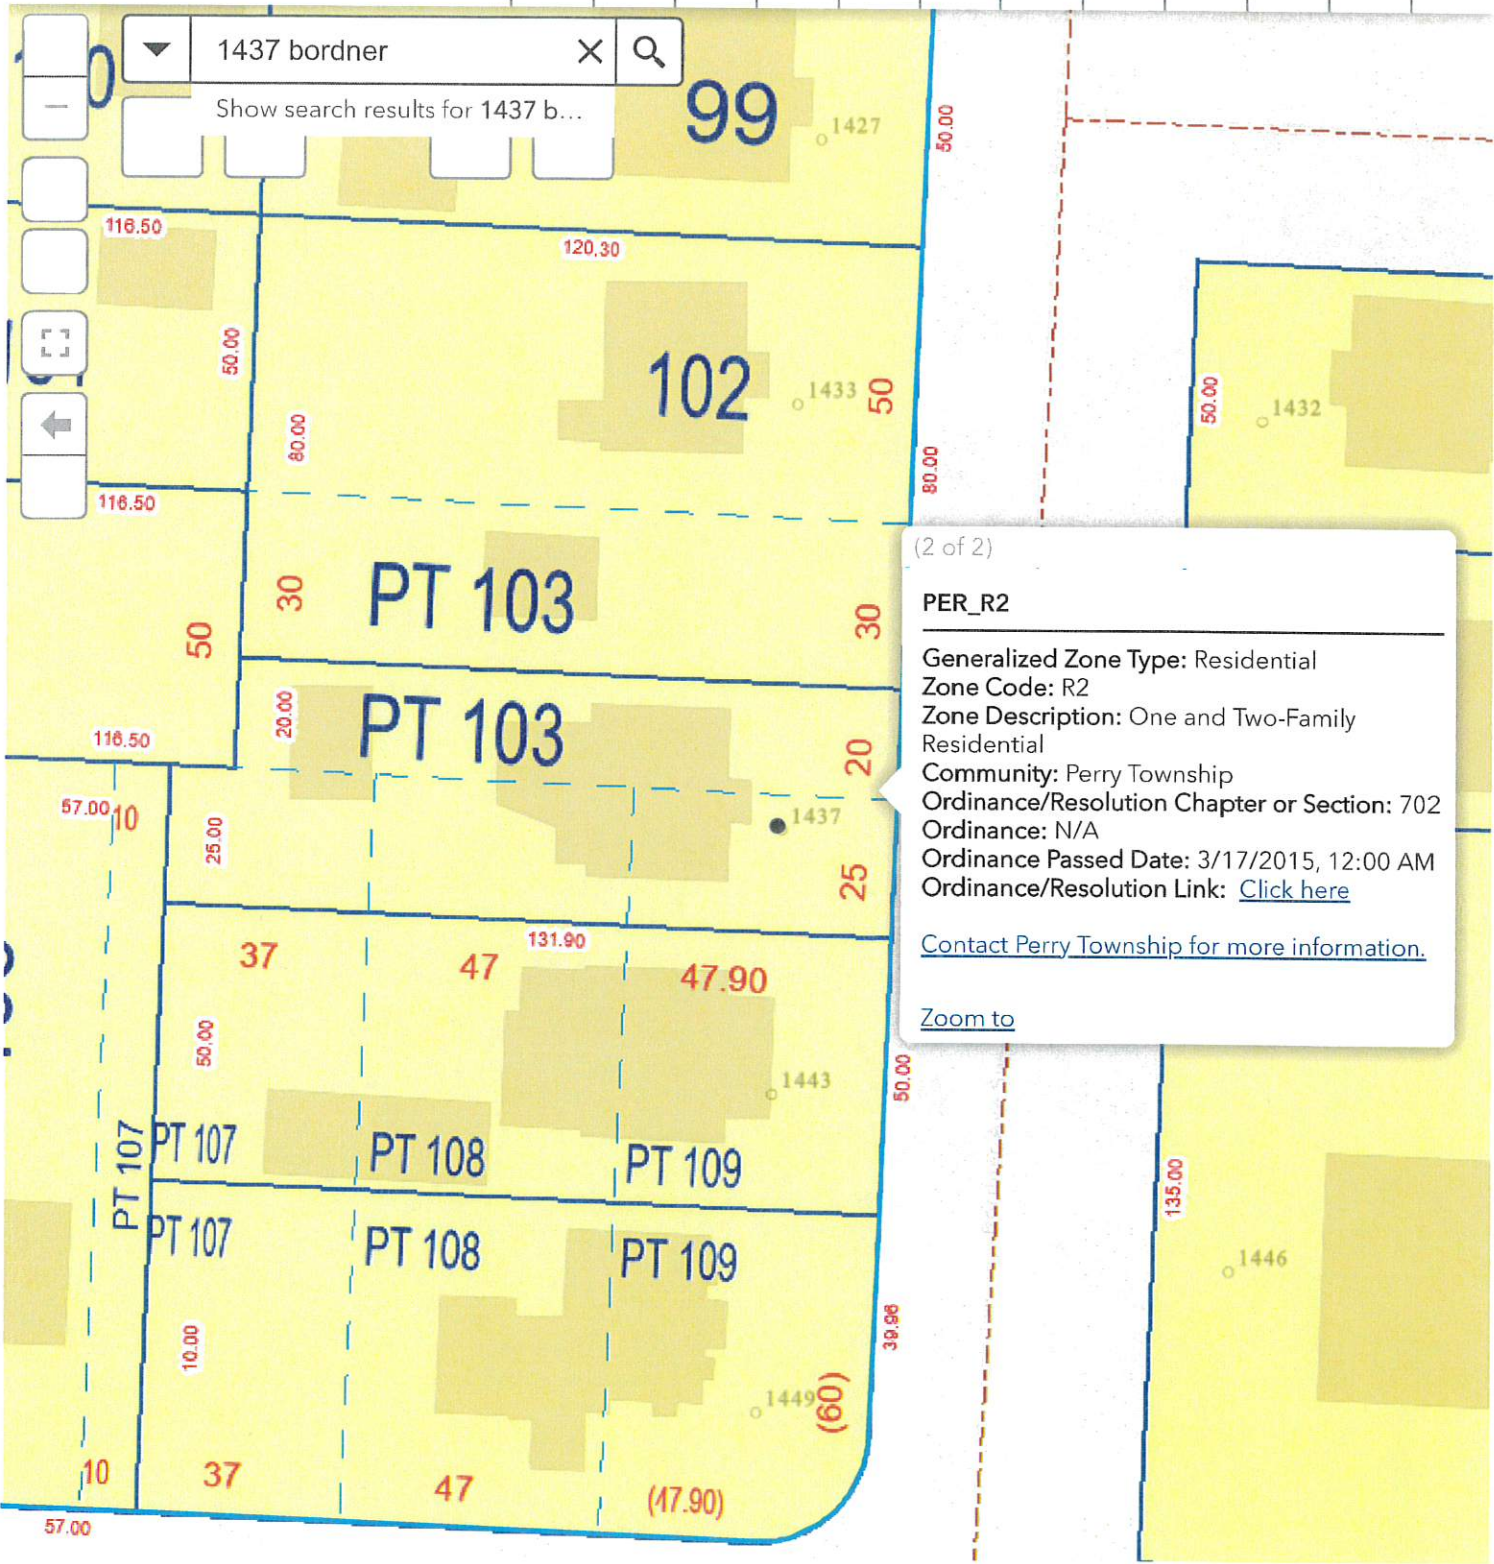 1437 bordner
Show search results for 1437 b...
99
1427
50.00
116.50
120.30
50.00
102
1433
50
80.00
80.00
50.00
1432
116.50
30
PT 103
30
50
20.00
PT 103
20
116.50
57.00
10
25.00
1437
25
(2 of 2)
PER_R2
Generalized Zone Type: Residential
Zone Code: R2
Zone Description: One and Two-Family
Residential
Community: Perry Township
Ordinance/Resolution Chapter or Section: 702
Ordinance: N/A
Ordinance Passed Date: 3/17/2015, 12:00 AM
Ordinance/Resolution Link: Click here
Contact Perry Township for more information.
Zoom to
37
47
131.90
47.90
50.00
1443
50.00
PT 107
PT 107
PT 108
PT 109
135.00
PT 107
PT 108
PT 109
1446
10.00
39.96
1449
(60)
10
37
47
(47.90)
57.00